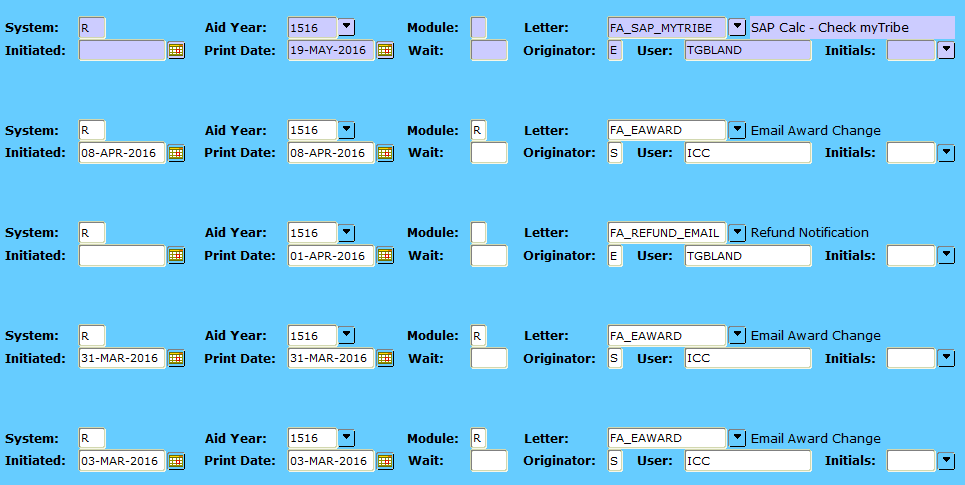 System: R Aid Year: 1516 Module: Letter: FA_SAP_MYTRIBE SAP Calc - Check myTribe
Initiated: Print Date: 19-MAY-2016 Wait: Originator: E User: TGBLAND Initials:
System: R Aid Year: 1516 Module: R Letter: FA_EAWARD Email Award Change
Initiated: 08-APR-2016 Print Date: 08-APR-2016 Wait: Originator: S User: ICC Initials:
System: R Aid Year: 1516 Module: Letter: FA_REFUND_EMAIL Refund Notification
Initiated: Print Date: 01-APR-2016 Wait: Originator: E User: TGBLAND Initials:
System: R Aid Year: 1516 Module: R Letter: FA_EAWARD Email Award Change
Initiated: 31-MAR-2016 Print Date: 31-MAR-2016 Wait: Originator: S User: ICC Initials:
System: R Aid Year: 1516 Module: R Letter: FA_EAWARD Email Award Change
Initiated: 03-MAR-2016 Print Date: 03-MAR-2016 Wait: Originator: S User: ICC Initials: